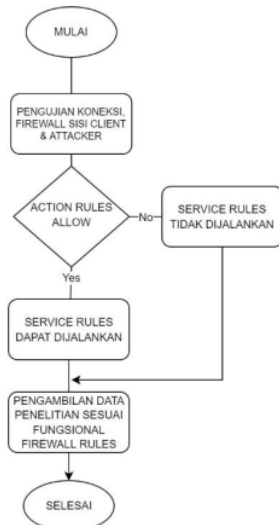 MULAI
PENGUJIAN KONEKSI,
FIREWALL SISI CLIENT
& ATTACKER
ACTION RULES
ALLOW
No
SERVICE RULES
TIDAK DIJALANKAN
Yes
SERVICE RULES
DAPAT DIJALANKAN
PENGAMBILAN DATA
PENELITIAN SESUAI
FUNGSIONAL
FIREWALL RULES
SELESAI